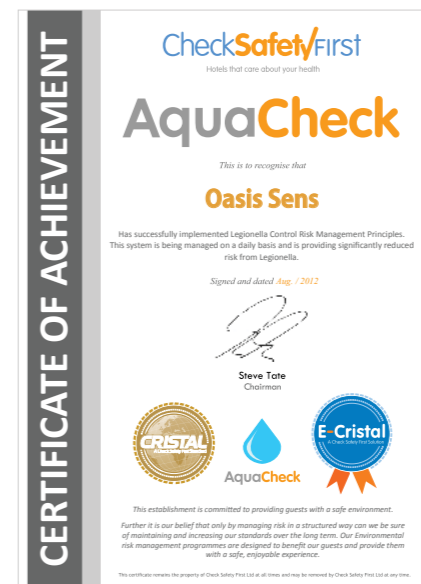 CERTIFICATE OF ACHIEVEMENT
CheckSafetyFIRST
Hotels that care about your health
AquaCheck
This is to recognise that
Oasis Sens
Has successfully implemented Legionella Control Risk Management Principles.
This system is being managed on a daily basis and is providing significantly reduced
risk from Legionella.
Signed and dated Aug. / 2012
Steve Tate
Chairman
CRISTAL
E-Cristal
A Check Safety First Solution
AquaCheck
This establishment is committed to providing guests with a safe environment.
Further it is our belief that only by managing risk in a structured way can we be sure
of maintaining and increasing our standards over the long term. Our Environmental
risk management programmes are designed to benefit our guests and provide them
with a safe, enjoyable experience.
This certificate remains the property of Check Safety First Ltd at all times and may be removed by Check Safety First Ltd at any time.